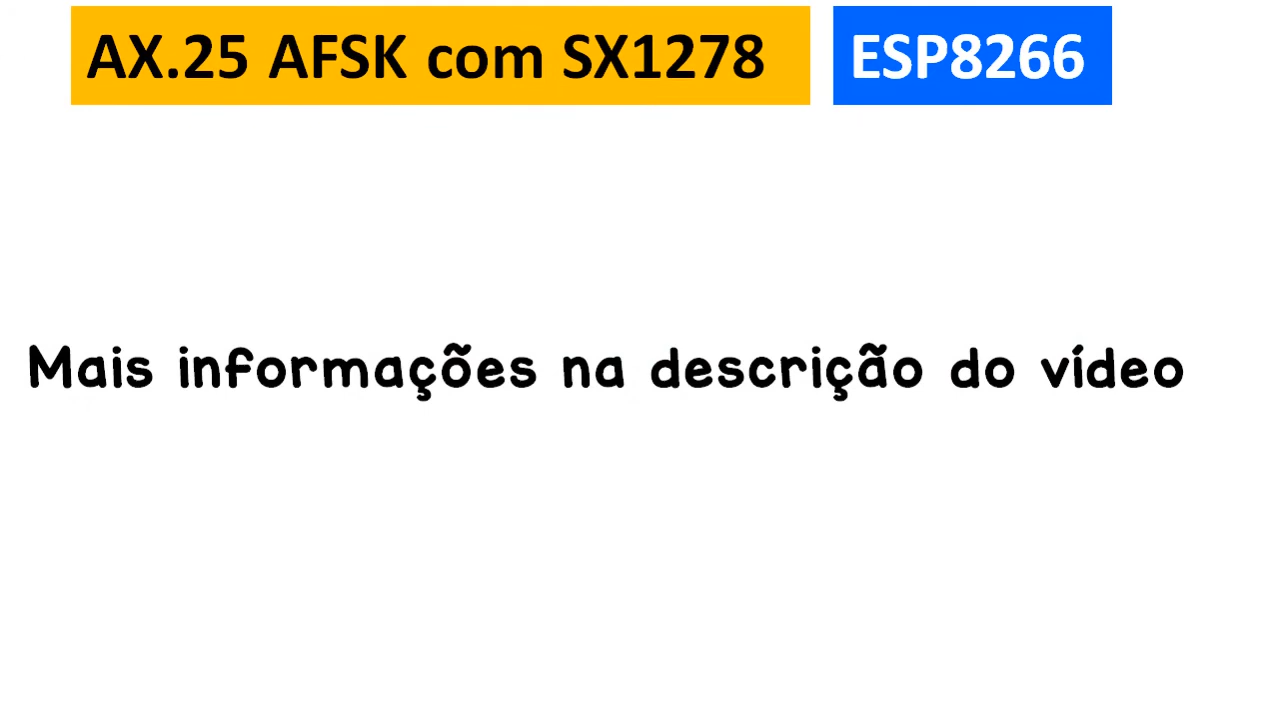 AX.25 AFSK com SX1278 ESP8266
Mais informações na descrição do vídeo